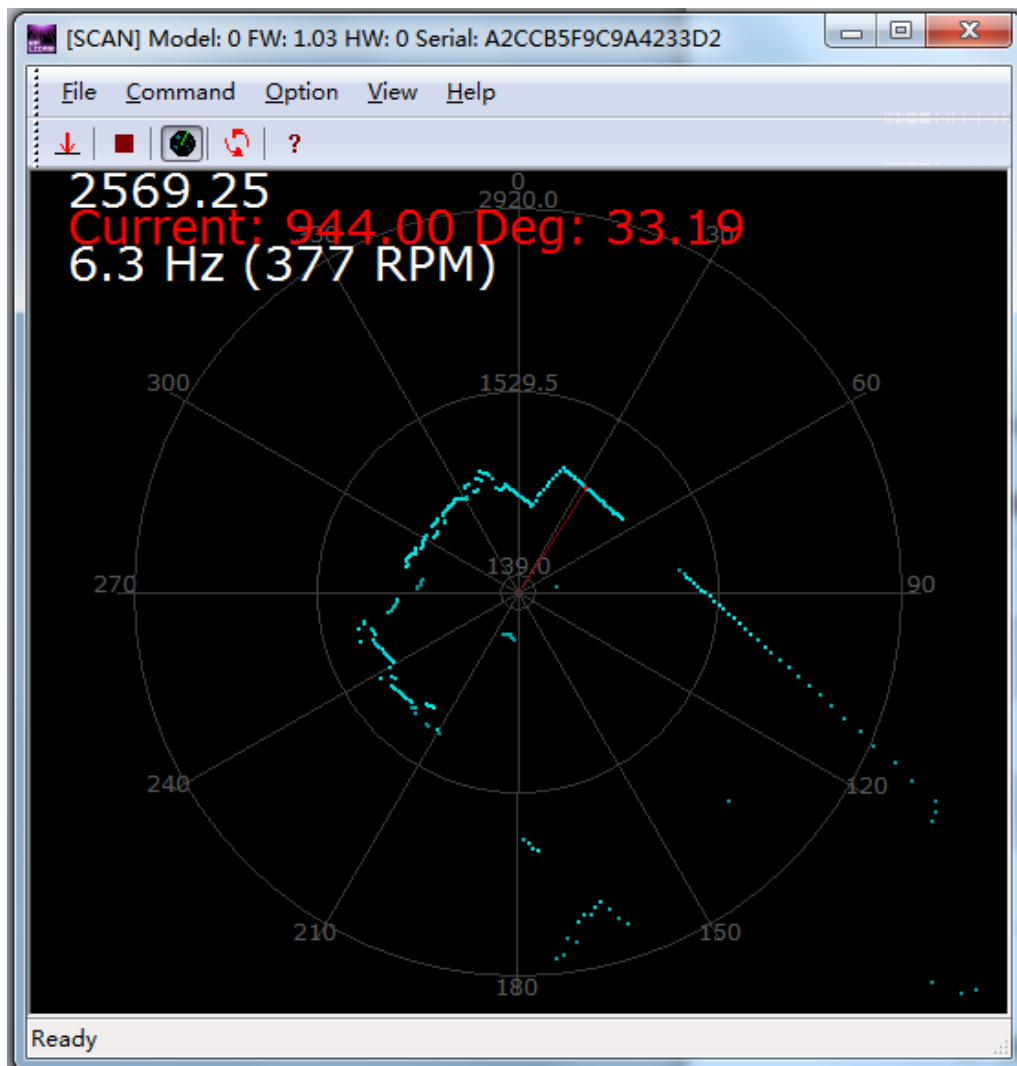 [SCAN] Model: 0 FW: 1.03 HW: 0 Serial: A2CCB5F9C9A4233D2
File Command Option View Help
?
2569.25
0
2920.0
Current: 944.00 Deg: 33.19
330 30
6.3 Hz (377 RPM)
300 1529.5 60
139.0
270 90
240 120
210 150
180
Ready